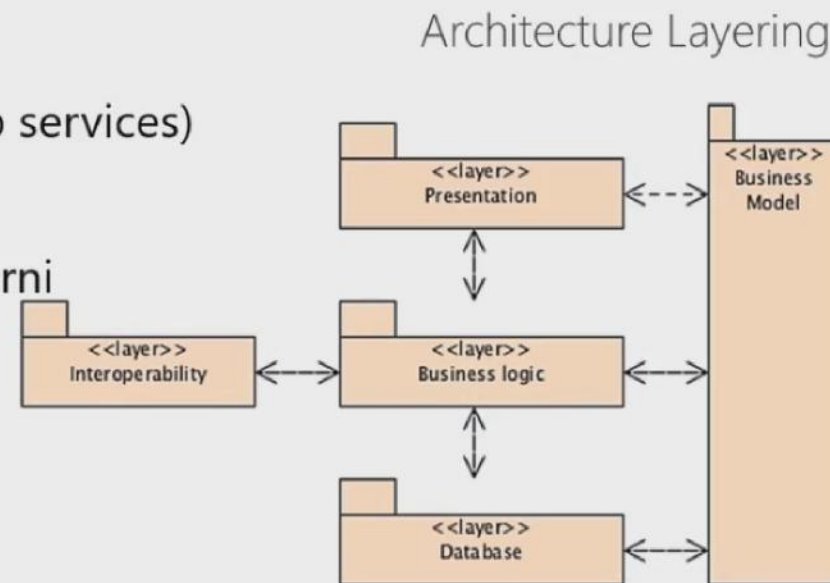 Architecture Layering
services)
<<layer>>
Presentation
<<layer>>
Business
Model
rni
<<layer>>
Interoperability
<<layer>>
Business logic
<<layer>>
Database